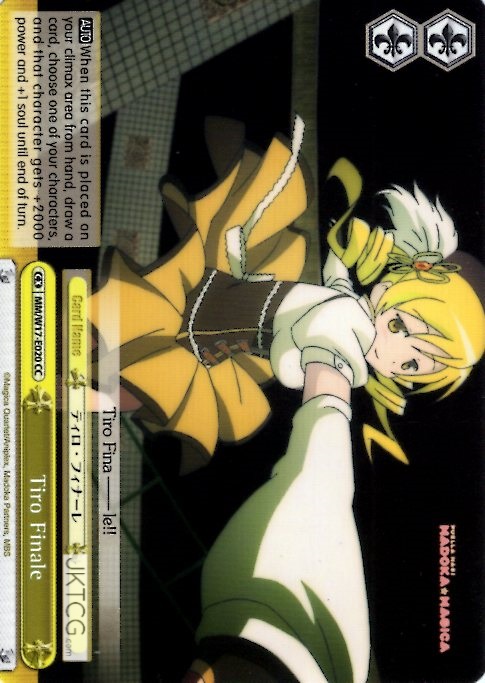 PUELLA MAGI
MADOKA★MAGICA
AUTO When this card is placed on
your climax area from hand, draw a
card, choose one of your characters,
and that character gets +2000
power and +1 soul until end of turn.
Tiro Fina——le!!
Card Name
ティロ・フィナーレ
JKTCG.com
MM/W17-E020 CC
Tiro Finale
©Magica Quartet/Aniplex, Madoka Partners, MBS